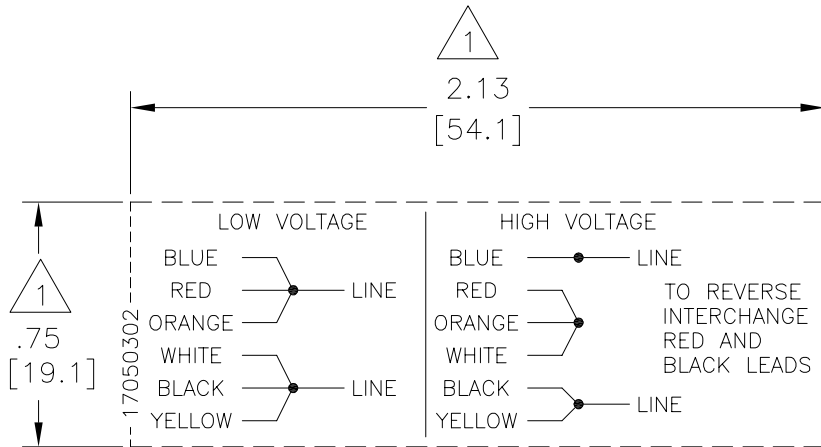 1
2.13
[54.1]
1
.75
[19.1]
17050302
LOW VOLTAGE
BLUE
RED
LINE
ORANGE
WHITE
BLACK
LINE
YELLOW
HIGH VOLTAGE
BLUE
LINE
RED
ORANGE
WHITE
BLACK
LINE
YELLOW
TO REVERSE
INTERCHANGE
RED AND
BLACK LEADS